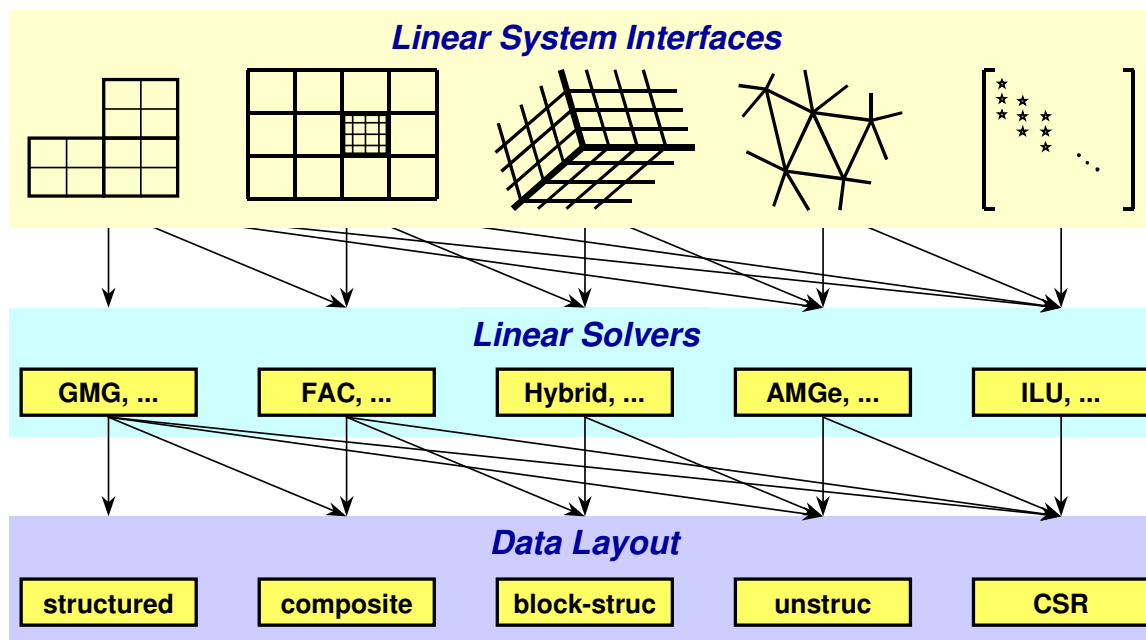 Linear System Interfaces
Linear Solvers
GMG, ...
FAC, ...
Hybrid, ...
AMGe, ...
ILU, ...
Data Layout
structured
composite
block-struc
unstruc
CSR